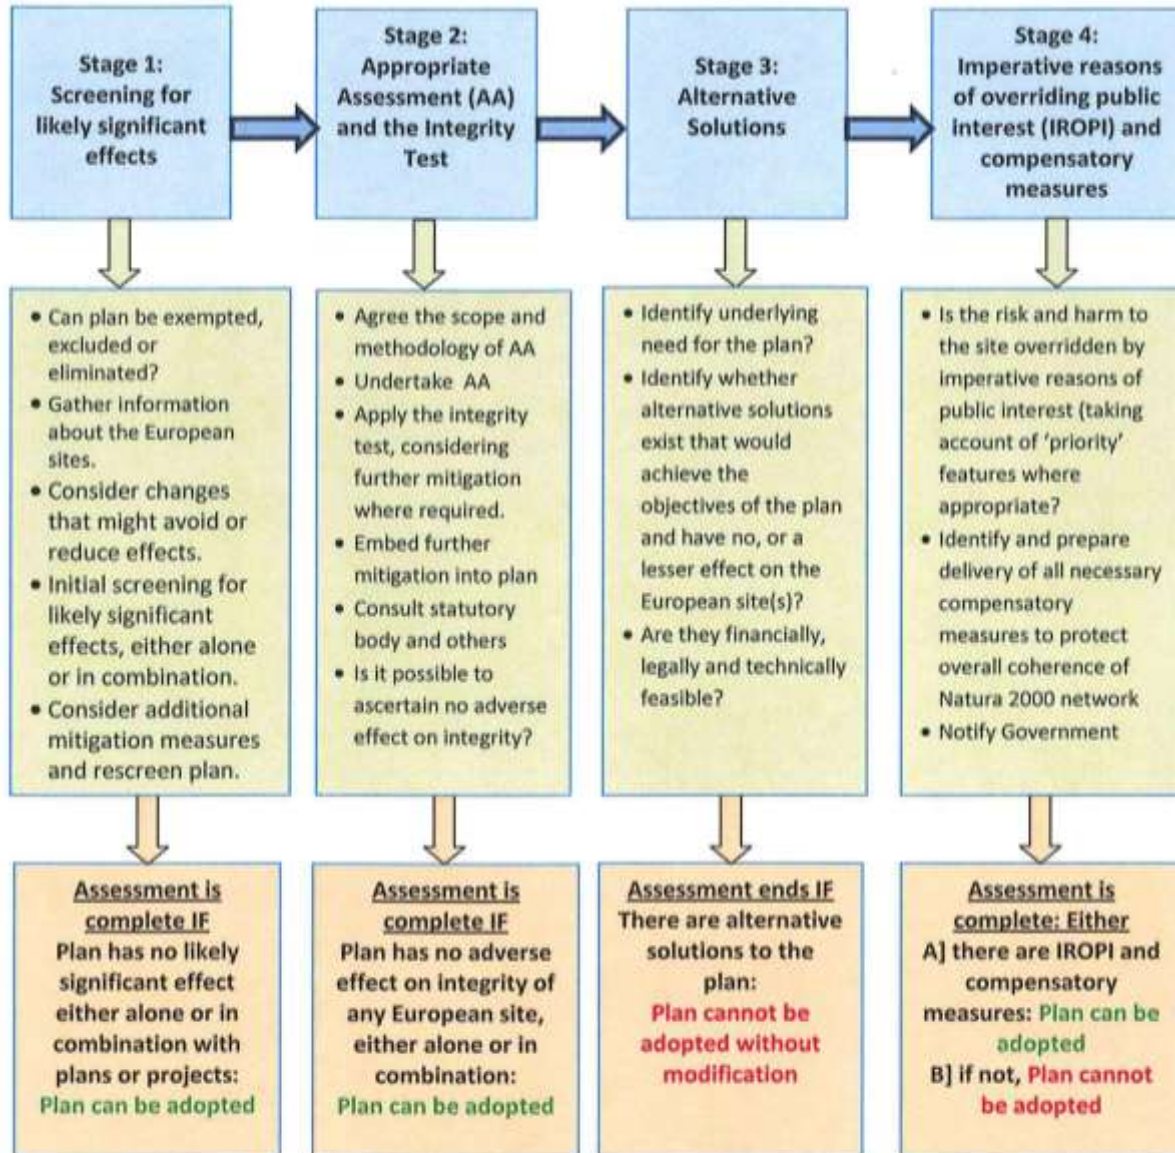 Stage 1:
Screening for
likely significant
effects
Stage 2:
Appropriate
Assessment (AA)
and the Integrity
Test
Stage 3:
Alternative
Solutions
Stage 4:
Imperative reasons
of overriding public
interest (IROPI) and
compensatory
measures
• Can plan be exempted,
excluded or
eliminated?
• Gather information
about the European
sites.
• Consider changes
that might avoid or
reduce effects.
• Initial screening for
likely significant
effects, either alone
or in combination.
• Consider additional
mitigation measures
and rescreen plan.
• Agree the scope and
methodology of AA
• Undertake AA
• Apply the integrity
test, considering
further mitigation
where required.
• Embed further
mitigation into plan
• Consult statutory
body and others
• Is it possible to
ascertain no adverse
effect on integrity?
• Identify underlying
need for the plan?
• Identify whether
alternative solutions
exist that would
achieve the
objectives of the plan
and have no, or a
lesser effect on the
European site(s)?
• Are they financially,
legally and technically
feasible?
• Is the risk and harm to
the site overridden by
imperative reasons of
public interest (taking
account of ‘priority’
features where
appropriate?
• Identify and prepare
delivery of all necessary
compensatory
measures to protect
overall coherence of
Natura 2000 network
• Notify Government
Assessment is
complete IF
Plan has no likely
significant effect
either alone or in
combination with
plans or projects:
Plan can be adopted
Assessment is
complete IF
Plan has no adverse
effect on integrity of
any European site,
either alone or in
combination:
Plan can be adopted
Assessment ends IF
There are alternative
solutions to the
plan:
Plan cannot be
adopted without
modification
Assessment is
complete: Either
A] there are IROPI and
compensatory
measures: Plan can be
adopted
B] if not, Plan cannot
be adopted